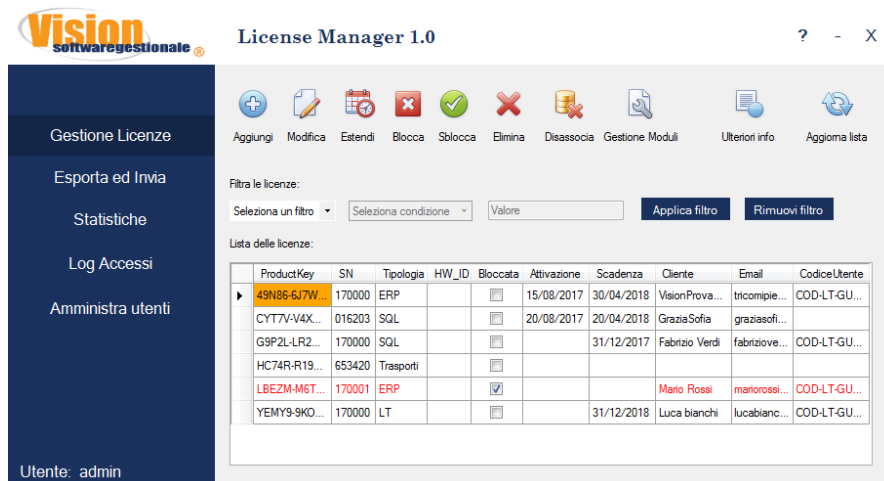 Vision
softwaregestionale ®
License Manager 1.0
? - X
Aggiungi Modifica Estendi Blocca Sblocca Elimina Disassocia Gestione Moduli Ulteriori info Aggiorna lista
Gestione Licenze
Esporta ed Invia
Statistiche
Log Accessi
Amministra utenti
Utente: admin
Filtra le licenze:
Seleziona un filtro Seleziona condizione Valore Applica filtro Rimuovi filtro
Lista delle licenze:
ProductKey SN Tipologia HW_ID Bloccata Attivazione Scadenza Cliente Email CodiceUtente
49N86-6J7W... 170000 ERP 15/08/2017 30/04/2018 VisionProva... tricomipie... COD-LT-GU...
CYT7V-V4X... 016203 SQL 20/08/2017 20/04/2018 GraziaSofia graziasofi...
G9P2L-LR2... 170000 SQL 31/12/2017 Fabrizio Verdi fabriziove... COD-LT-GU...
HC74R-R19... 653420 Trasporti
LBEZM-M6T... 170001 ERP Mario Rossi mariorossi... COD-LT-GU...
YEMY9-9KO... 170000 LT 31/12/2018 Luca bianchi lucabianc... COD-LT-GU...